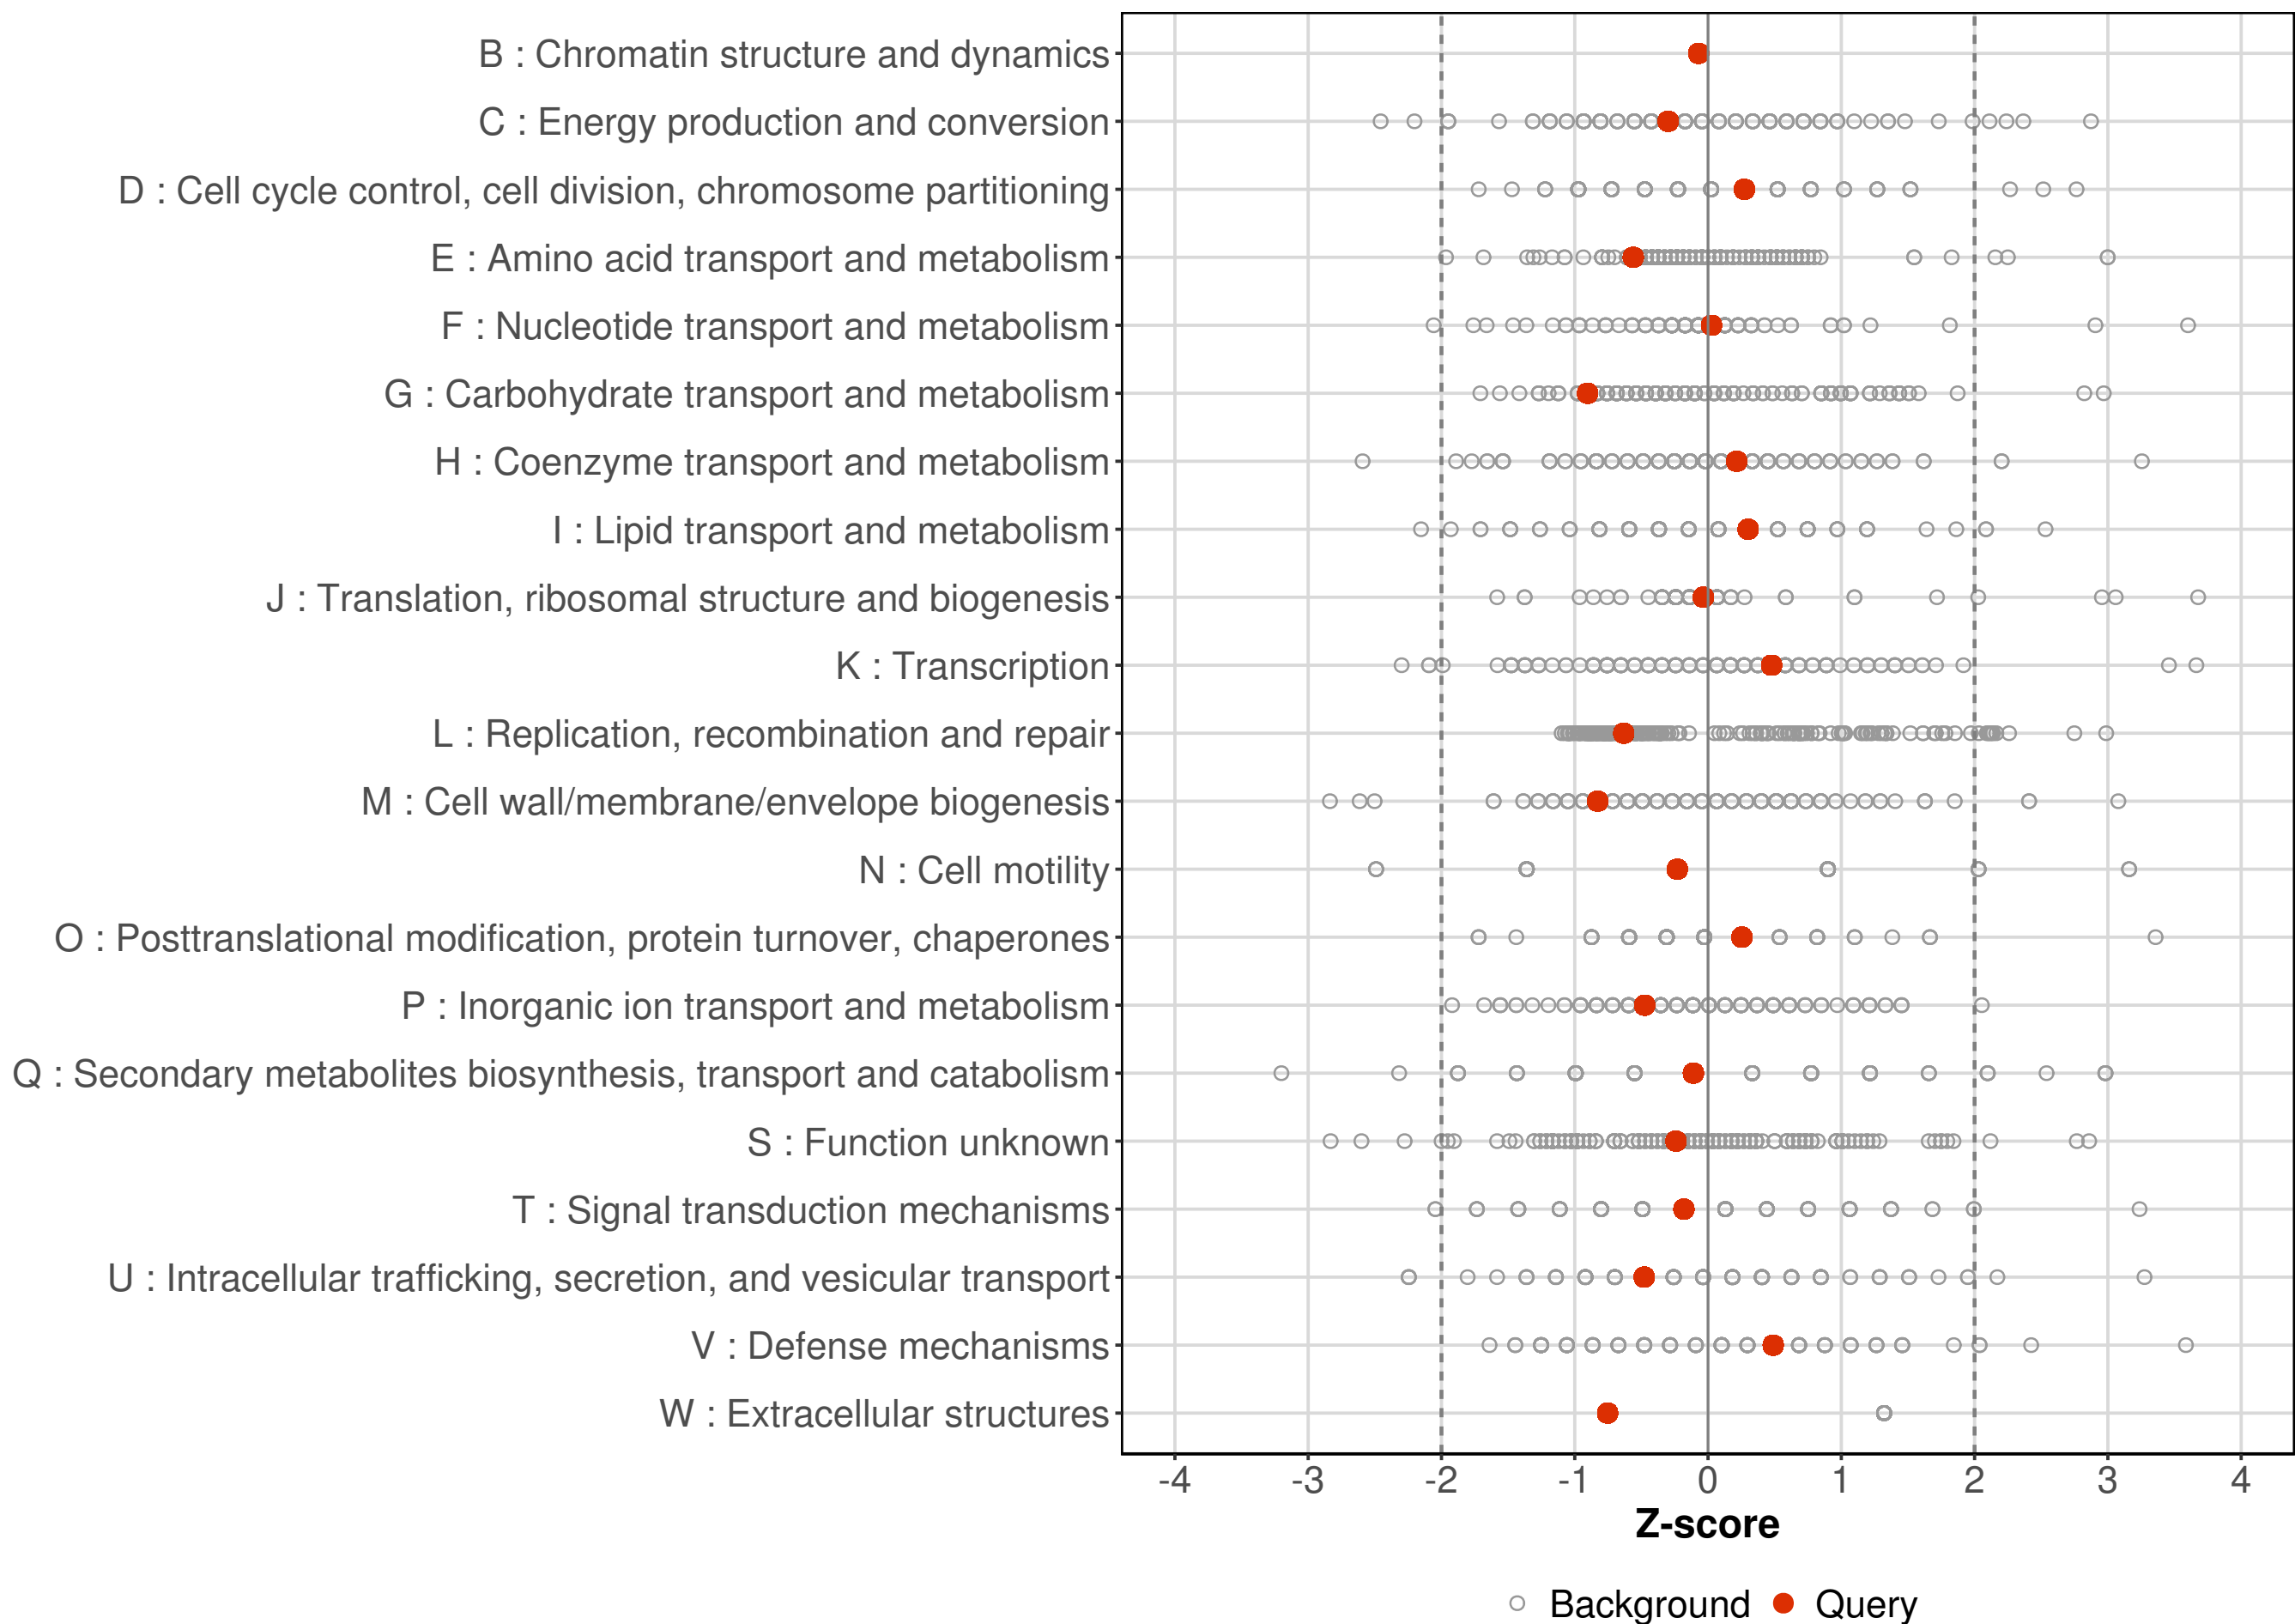 B : Chromatin structure and dynamics
C : Energy production and conversion
D : Cell cycle control, cell division, chromosome partitioning
E : Amino acid transport and metabolism
F : Nucleotide transport and metabolism
G : Carbohydrate transport and metabolism
H : Coenzyme transport and metabolism
I : Lipid transport and metabolism
J : Translation, ribosomal structure and biogenesis
K : Transcription
L : Replication, recombination and repair
M : Cell wall/membrane/envelope biogenesis
N : Cell motility
O : Posttranslational modification, protein turnover, chaperones
P : Inorganic ion transport and metabolism
Q : Secondary metabolites biosynthesis, transport and catabolism
S : Function unknown
T : Signal transduction mechanisms
U : Intracellular trafficking, secretion, and vesicular transport
V : Defense mechanisms
W : Extracellular structures
-4 -3 -2 -1 0 1 2 3 4
Z-score
Background Query